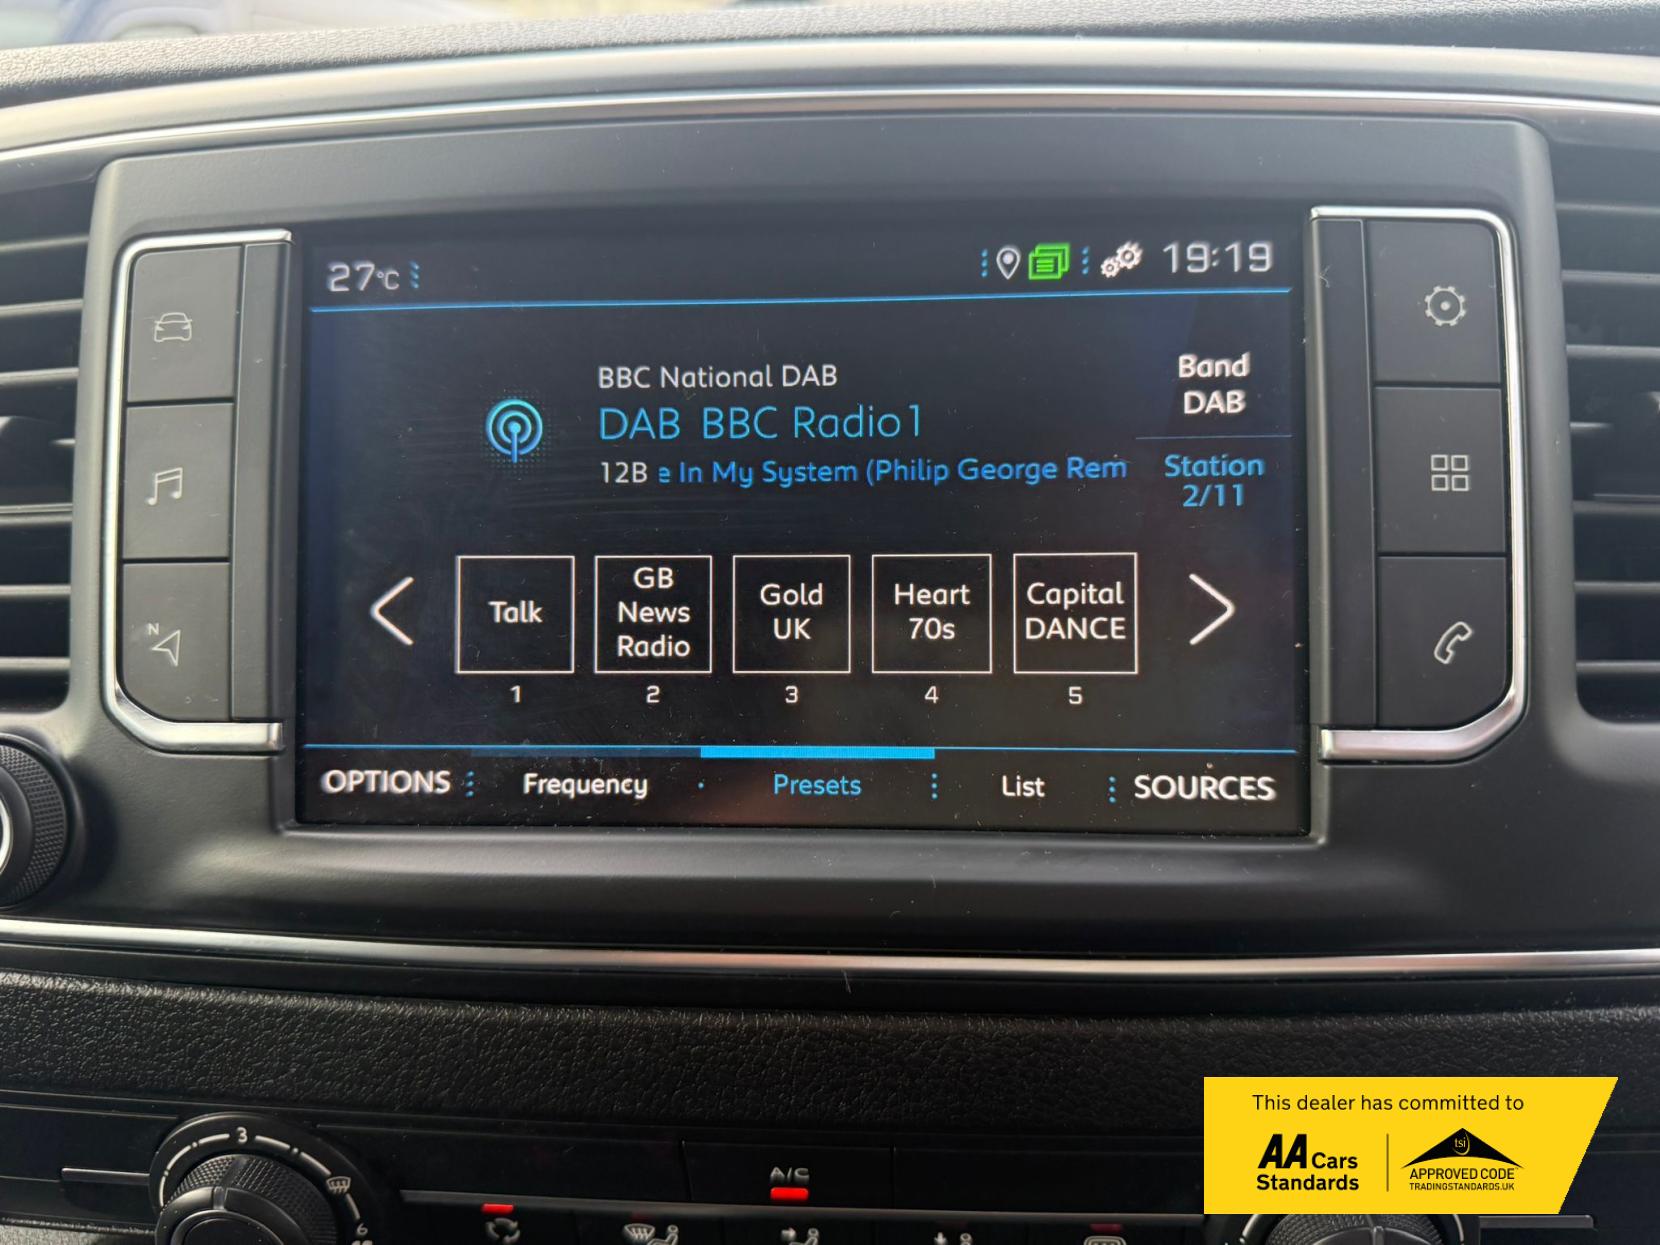 27°C
19:19
BBC National DAB
DAB BBC Radio1
12B e In My System (Philip George Rem
Band
DAB
Station
2/11
Talk
GB
News
Radio
Gold
UK
Heart
70s
Capital
DANCE
1 2 3 4 5
OPTIONS Frequency Presets List SOURCES
N
3
6
A/C
This dealer has committed to
AA Cars
Standards
tsi
APPROVED CODE
TRADINGSTANDARDS.UK